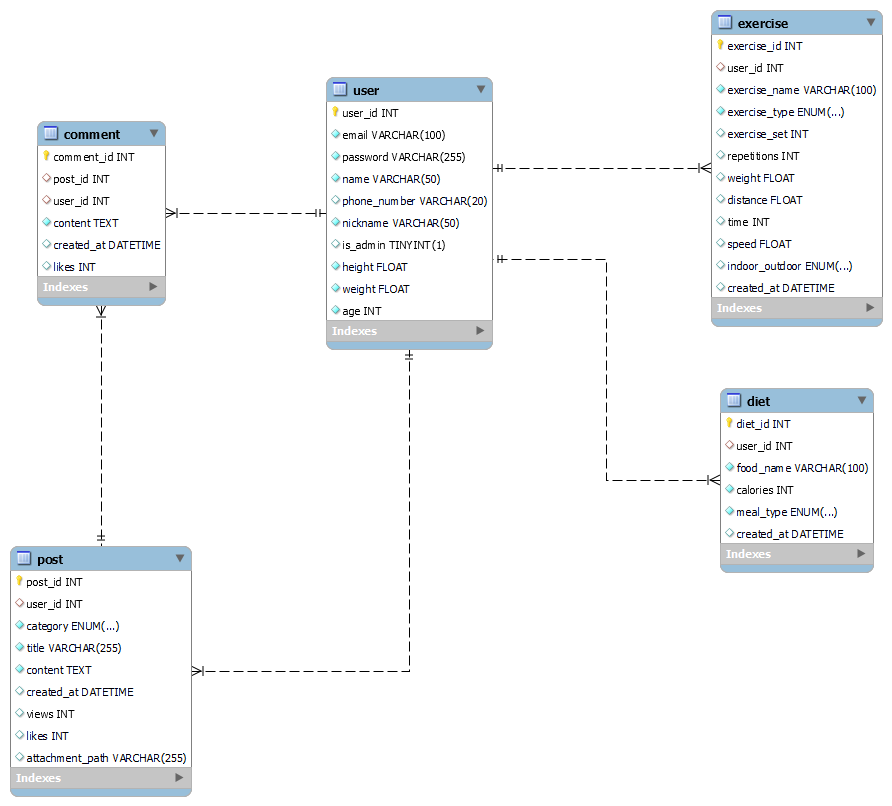 exercise
exercise_id INT
user_id INT
exercise_name VARCHAR(100)
exercise_type ENUM(...)
exercise_set INT
repetitions INT
weight FLOAT
distance FLOAT
time INT
speed FLOAT
indoor_outdoor ENUM(...)
created_at DATETIME
Indexes
user
user_id INT
email VARCHAR(100)
password VARCHAR(255)
name VARCHAR(50)
phone_number VARCHAR(20)
nickname VARCHAR(50)
is_admin TINYINT(1)
height FLOAT
weight FLOAT
age INT
Indexes
comment
comment_id INT
post_id INT
user_id INT
content TEXT
created_at DATETIME
likes INT
Indexes
diet
diet_id INT
user_id INT
food_name VARCHAR(100)
calories INT
meal_type ENUM(...)
created_at DATETIME
Indexes
post
post_id INT
user_id INT
category ENUM(...)
title VARCHAR(255)
content TEXT
created_at DATETIME
views INT
likes INT
attachment_path VARCHAR(255)
Indexes